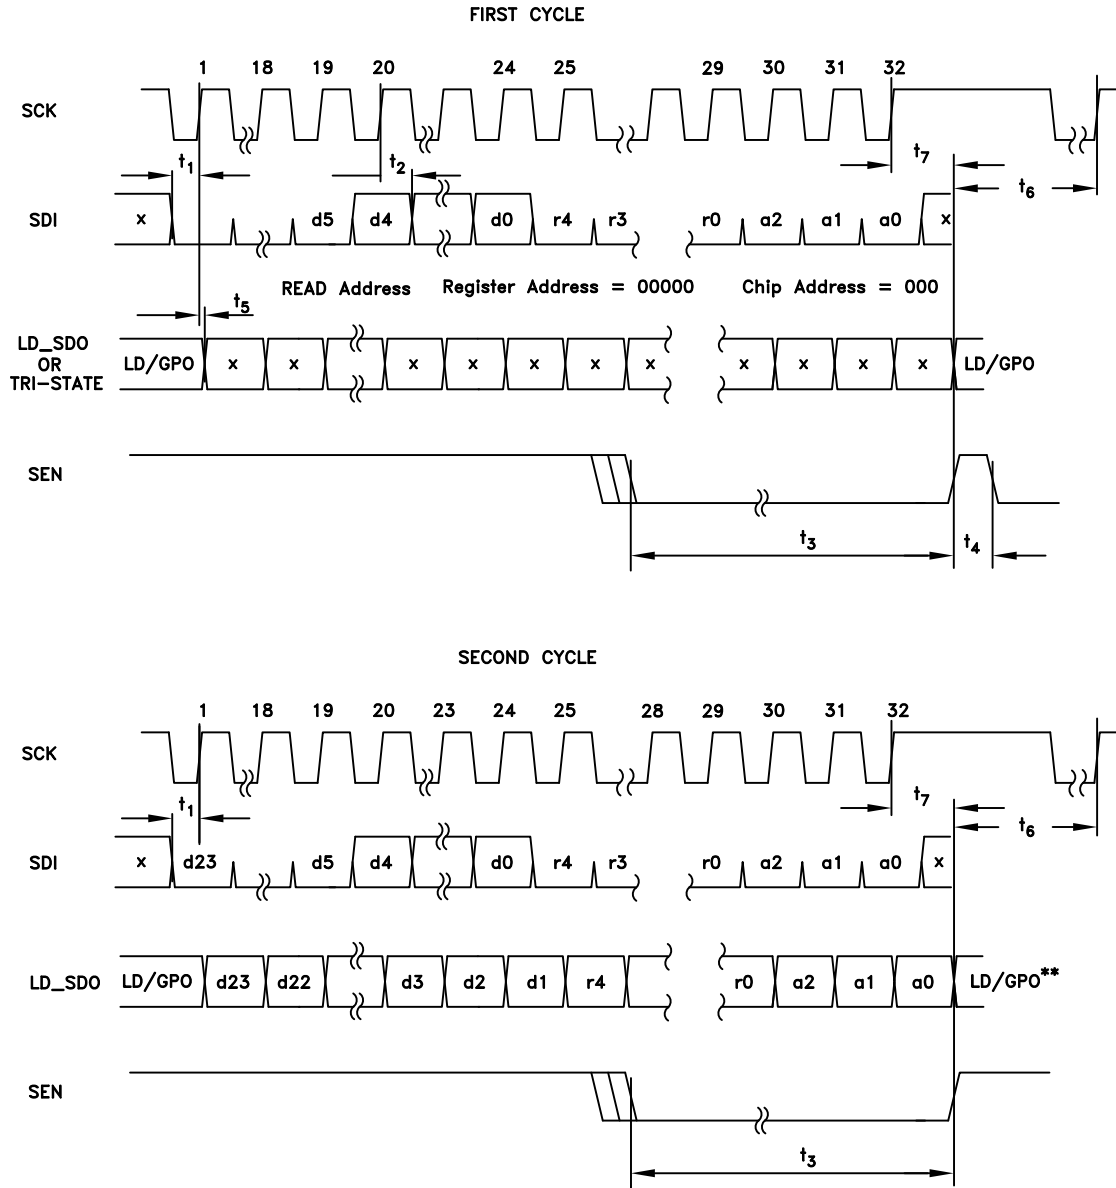 FIRST CYCLE
1 18 19 20 24 25 29 30 31 32
SCK
t1 t2 t7 t6
SDI x d5 d4 d0 r4 r3 r0 a2 a1 a0 x
READ Address Register Address = 00000 Chip Address = 000
t5
LD_SDO
OR
TRI-STATE
LD/GPO x x x x x x x x x x x LD/GPO
SEN
t3 t4
SECOND CYCLE
1 18 19 20 23 24 25 28 29 30 31 32
SCK
t1 t7 t6
SDI x d23 d5 d4 d0 r4 r3 r0 a2 a1 a0 x
LD_SDO LD/GPO d23 d22 d3 d2 d1 r4 r0 a2 a1 a0 LD/GPO**
SEN
t3